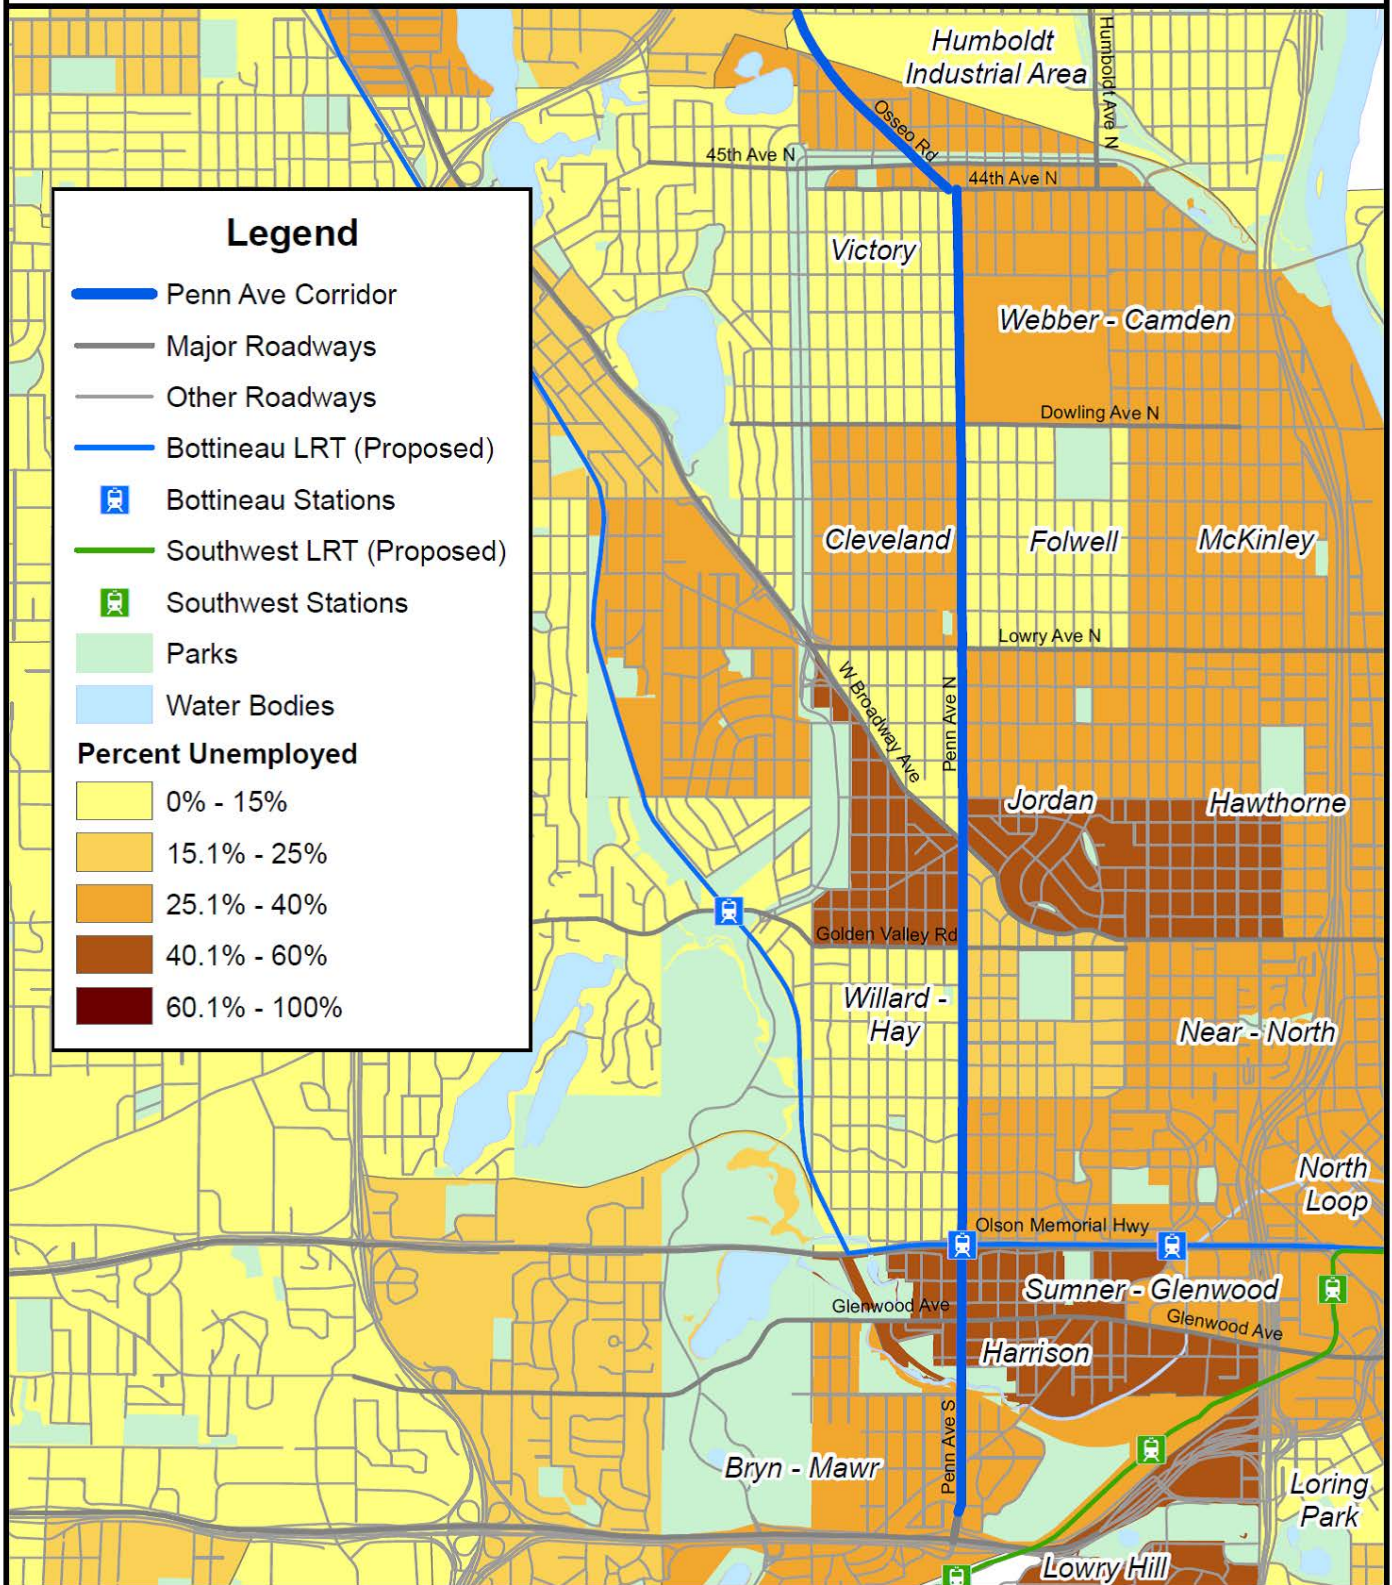 Humboldt
Industrial Area
Humboldt Ave N
Osseo Rd
45th Ave N
44th Ave N
Legend
Penn Ave Corridor
Major Roadways
Other Roadways
Bottineau LRT (Proposed)
Bottineau Stations
Southwest LRT (Proposed)
Southwest Stations
Parks
Water Bodies
Percent Unemployed
0% - 15%
15.1% - 25%
25.1% - 40%
40.1% - 60%
60.1% - 100%
Victory
Webber - Camden
Dowling Ave N
Cleveland
Folwell
McKinley
Lowry Ave N
W Broadway Ave
Penn Ave N
Jordan
Hawthorne
Golden Valley Rd
Willard -
Hay
Near - North
North
Loop
Olson Memorial Hwy
Sumner - Glenwood
Glenwood Ave
Glenwood Ave
Harrison
Penn Ave S
Bryn - Mawr
Loring
Park
Lowry Hill